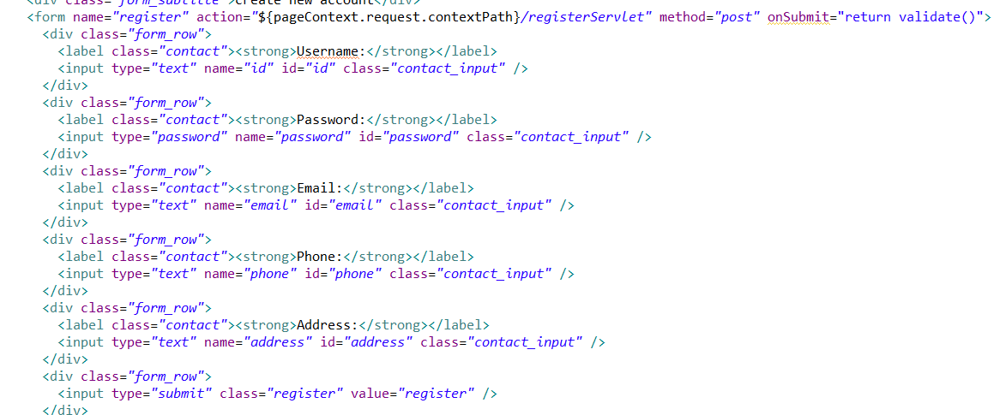 <div class="form_subtitle">create new account</div>
<form name="register" action="${pageContext.request.contextPath}/registerServlet" method="post" onSubmit="return validate()">
<div class="form_row">
<label class="contact"><strong>Username:</strong></label>
<input type="text" name="id" id="id" class="contact_input" />
</div>
<div class="form_row">
<label class="contact"><strong>Password:</strong></label>
<input type="password" name="password" id="password" class="contact_input" />
</div>
<div class="form_row">
<label class="contact"><strong>Email:</strong></label>
<input type="text" name="email" id="email" class="contact_input" />
</div>
<div class="form_row">
<label class="contact"><strong>Phone:</strong></label>
<input type="text" name="phone" id="phone" class="contact_input" />
</div>
<div class="form_row">
<label class="contact"><strong>Address:</strong></label>
<input type="text" name="address" id="address" class="contact_input" />
</div>
<div class="form_row">
<input type="submit" class="register" value="register" />
</div>